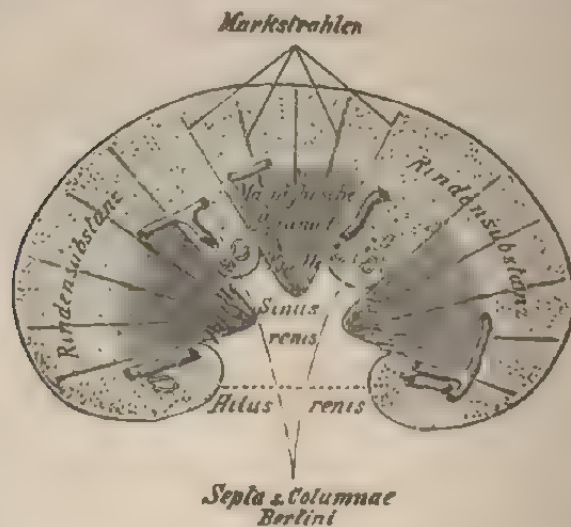 Markstrahlen
Rindensubstanz
Rindensubstanz
Sinus
renis
Hilus renis
Septa s. Columnae
Bertini